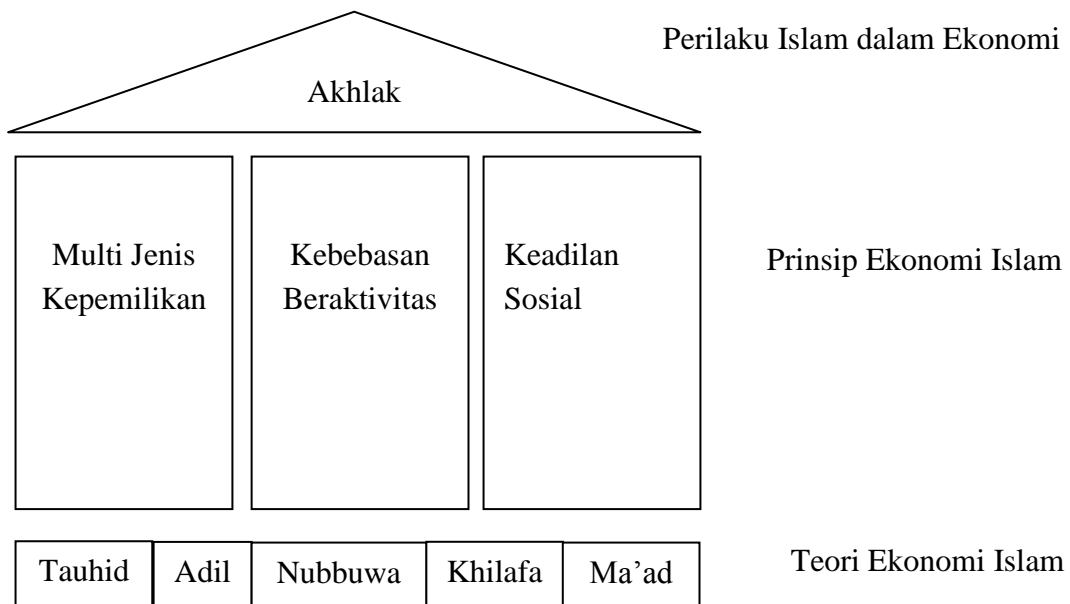 Perilaku Islam dalam Ekonomi
Akhlak
Multi Jenis
Kepemilikan
Kebebasan
Beraktivitas
Keadilan
Sosial
Prinsip Ekonomi Islam
Tauhid
Adil
Nubbuwa
Khilafa
Ma’ad
Teori Ekonomi Islam